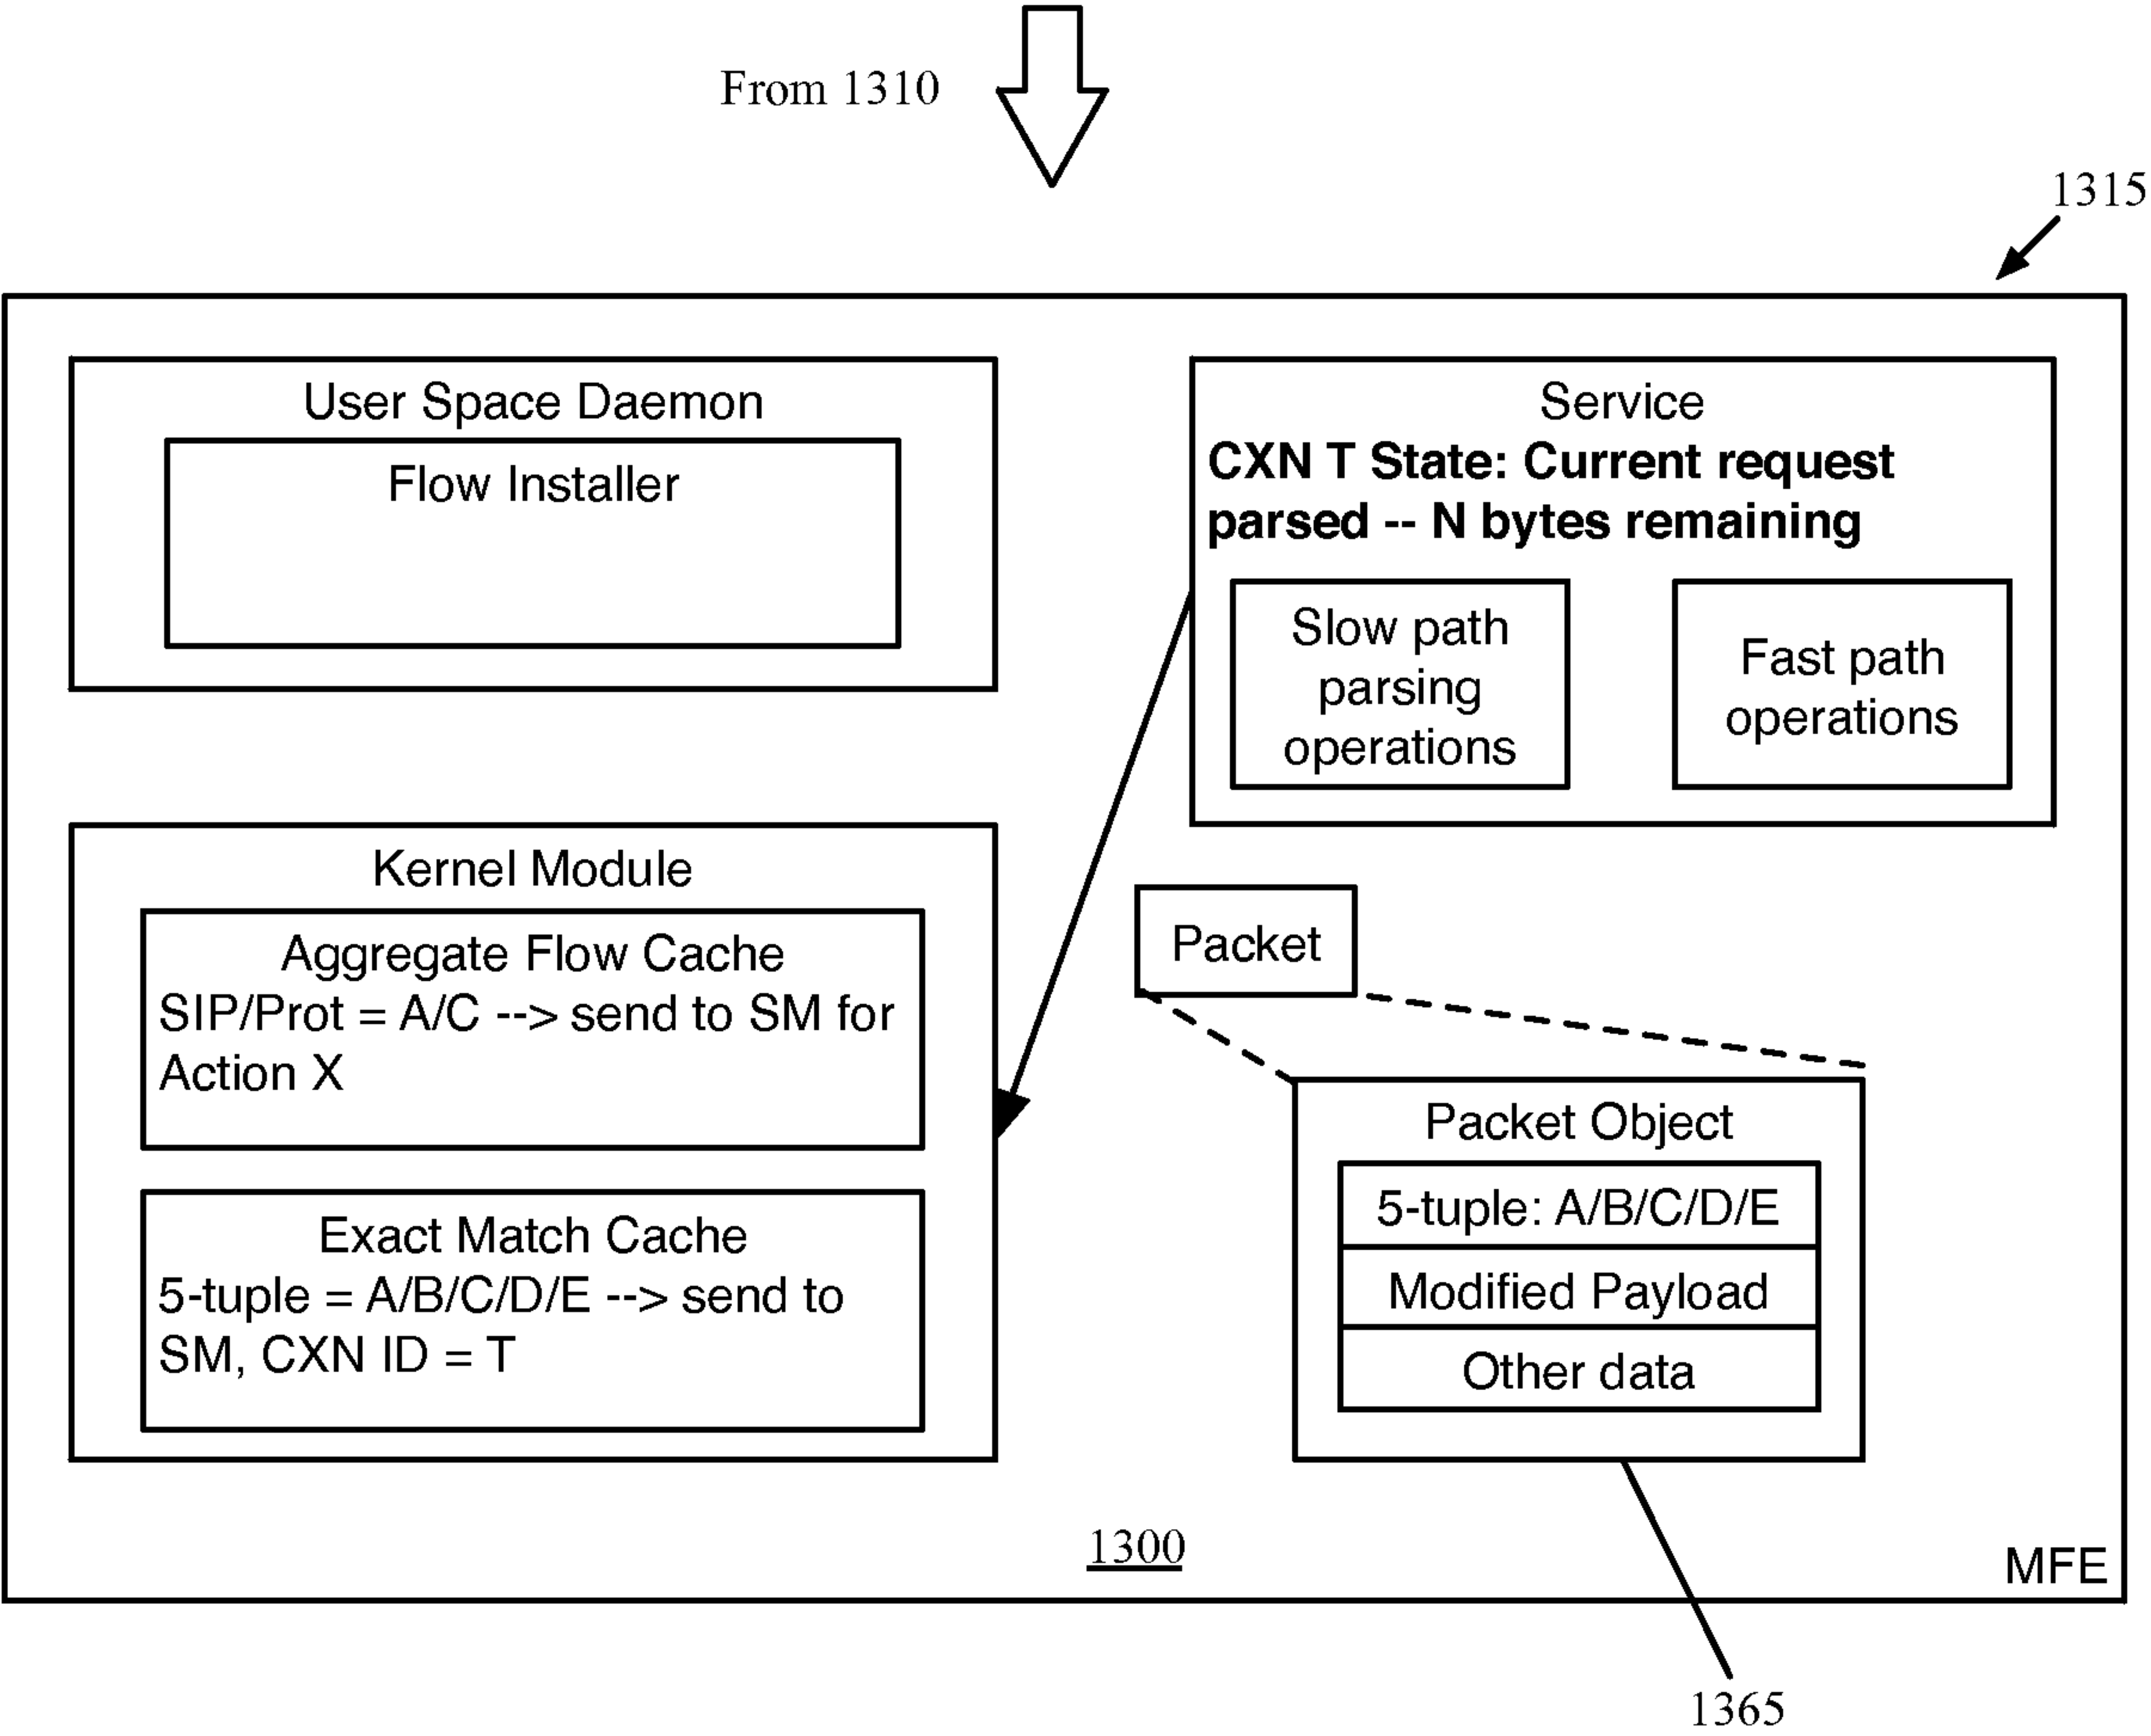 From 1310
1315
User Space Daemon
Flow Installer
Service
CXN T State: Current request
parsed -- N bytes remaining
Slow path
parsing
operations
Fast path
operations
Kernel Module
Aggregate Flow Cache
SIP/Prot = A/C --> send to SM for
Action X
Exact Match Cache
5-tuple = A/B/C/D/E --> send to
SM, CXN ID = T
Packet
Packet Object
5-tuple: A/B/C/D/E
Modified Payload
Other data
1300
MFE
1365